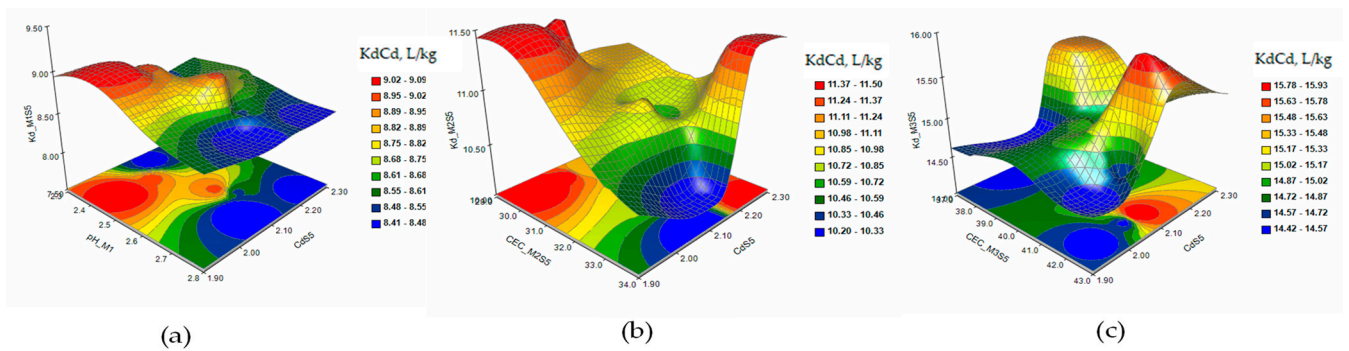 9.50
9.00
8.50
8.00
Kd_M1S5
2.4
2.5
2.6
2.7
2.8
pH_M1
1.90
2.00
2.10
2.20
2.30
CdS5
KdCd, L/kg
9.02 - 9.09
8.95 - 9.02
8.89 - 8.95
8.82 - 8.89
8.75 - 8.82
8.68 - 8.75
8.61 - 8.68
8.55 - 8.61
8.48 - 8.55
8.41 - 8.48
(a)
11.50
11.00
10.50
Kd_M2S5
30.0
31.0
32.0
33.0
34.0
CEC_M2S5
1.90
2.00
2.10
2.20
2.30
CdS5
KdCd, L/kg
11.37 - 11.50
11.24 - 11.37
11.11 - 11.24
10.98 - 11.11
10.85 - 10.98
10.72 - 10.85
10.59 - 10.72
10.46 - 10.59
10.33 - 10.46
10.20 - 10.33
(b)
16.00
15.50
15.00
14.50
Kd_M3S5
38.0
39.0
40.0
41.0
42.0
43.0
CEC_M3S5
1.90
2.00
2.10
2.20
2.30
CdS5
KdCd, L/kg
15.78 - 15.93
15.63 - 15.78
15.48 - 15.63
15.33 - 15.48
15.17 - 15.33
15.02 - 15.17
14.87 - 15.02
14.72 - 14.87
14.57 - 14.72
14.42 - 14.57
(c)